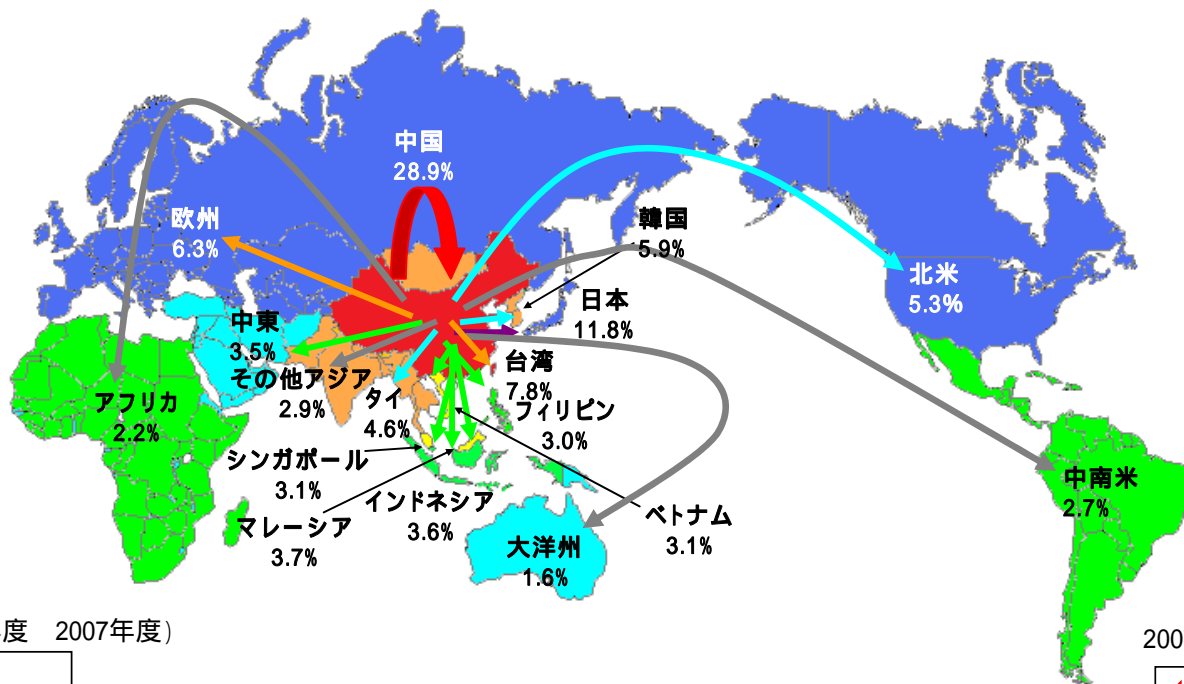 中国
28.9%
欧州
6.3%
韓国
5.9%
北米
5.3%
日本
11.8%
中東
3.5%
その他アジア
2.9%
台湾
7.8%
アフリカ
2.2%
タイ
4.6%
フィリピン
3.0%
シンガポール
3.1%
インドネシア
3.6%
マレーシア
3.7%
ベトナム
3.1%
中南米
2.7%
大洋州
1.6%
度　2007年度)
200